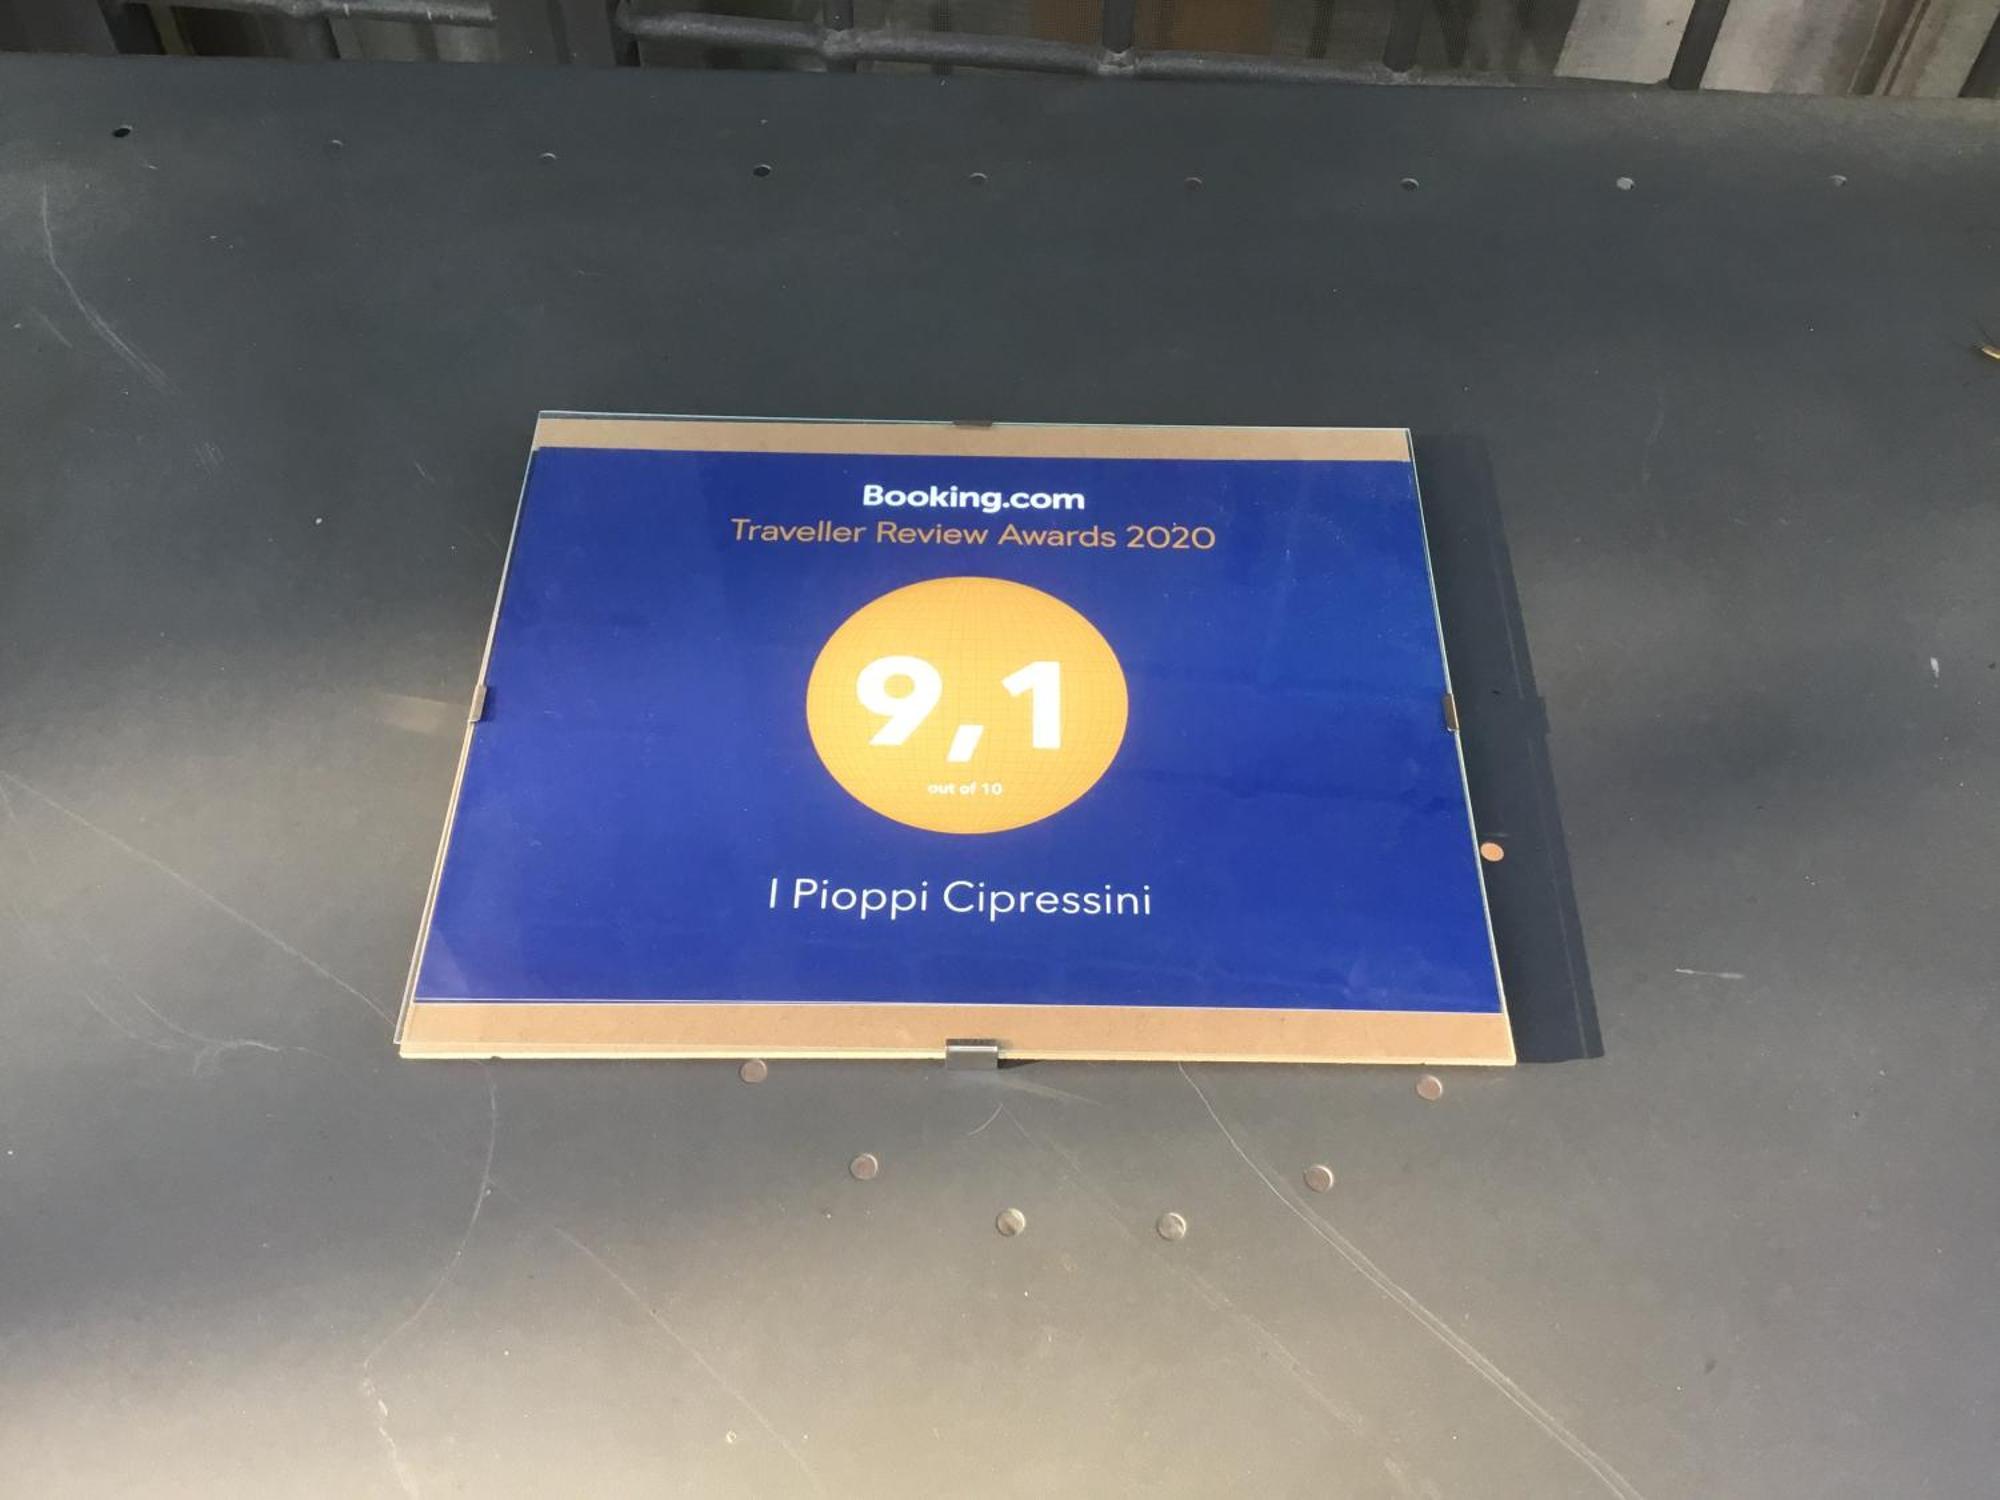 Booking.com
Traveller Review Awards 2020
9,1
out of 10
I Pioppi Cipressini